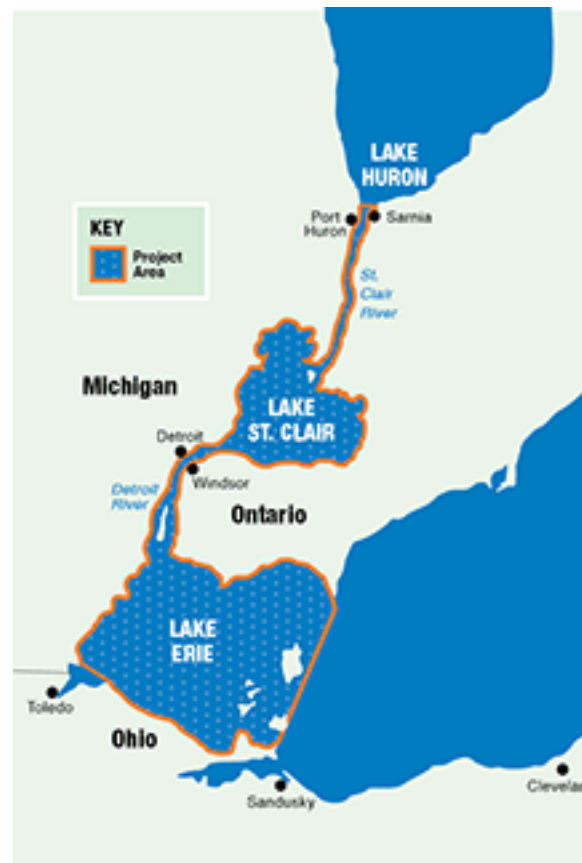 LAKE
HURON
Port
Huron
Sarnia
KEY
Project
Area
St.
Clair
River
Michigan
LAKE
ST. CLAIR
Detroit
Windsor
Detroit
River
Ontario
LAKE
ERIE
Toledo
Ohio
Sandusky
Clevelan